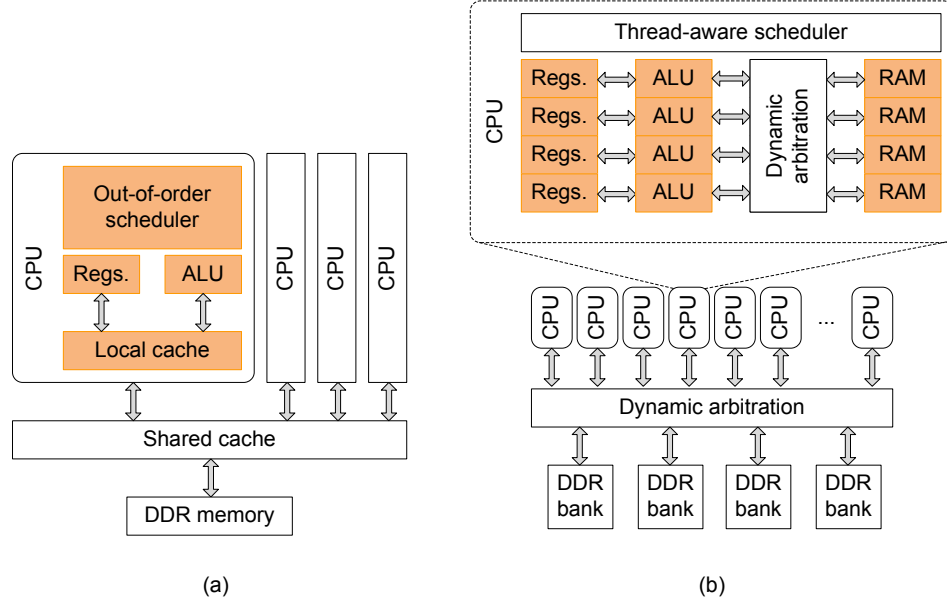 CPU
Out-of-order
scheduler
Regs.
ALU
Local cache
CPU
CPU
CPU
Shared cache
DDR memory
(a)
CPU
Thread-aware scheduler
Regs.
ALU
Dynamic
arbitration
RAM
Regs.
ALU
RAM
Regs.
ALU
RAM
Regs.
ALU
RAM
CPU
CPU
CPU
CPU
CPU
CPU
...
CPU
Dynamic arbitration
DDR
bank
DDR
bank
DDR
bank
DDR
bank
(b)